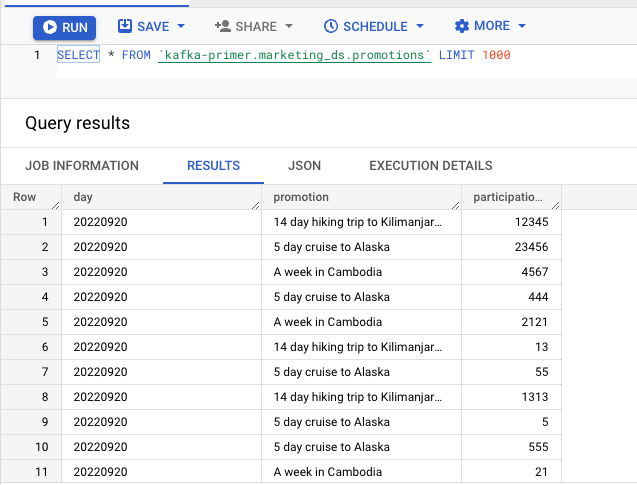 RUN SAVE SHARE SCHEDULE MORE
1 SELECT * FROM `kafka-primer.marketing_ds.promotions` LIMIT 1000
Query results
JOB INFORMATION RESULTS JSON EXECUTION DETAILS
Row day promotion participatio...
1 20220920 14 day hiking trip to Kilimanjar... 12345
2 20220920 5 day cruise to Alaska 23456
3 20220920 A week in Cambodia 4567
4 20220920 5 day cruise to Alaska 444
5 20220920 A week in Cambodia 2121
6 20220920 14 day hiking trip to Kilimanjar... 13
7 20220920 5 day cruise to Alaska 55
8 20220920 14 day hiking trip to Kilimanjar... 1313
9 20220920 5 day cruise to Alaska 5
10 20220920 5 day cruise to Alaska 555
11 20220920 A week in Cambodia 21